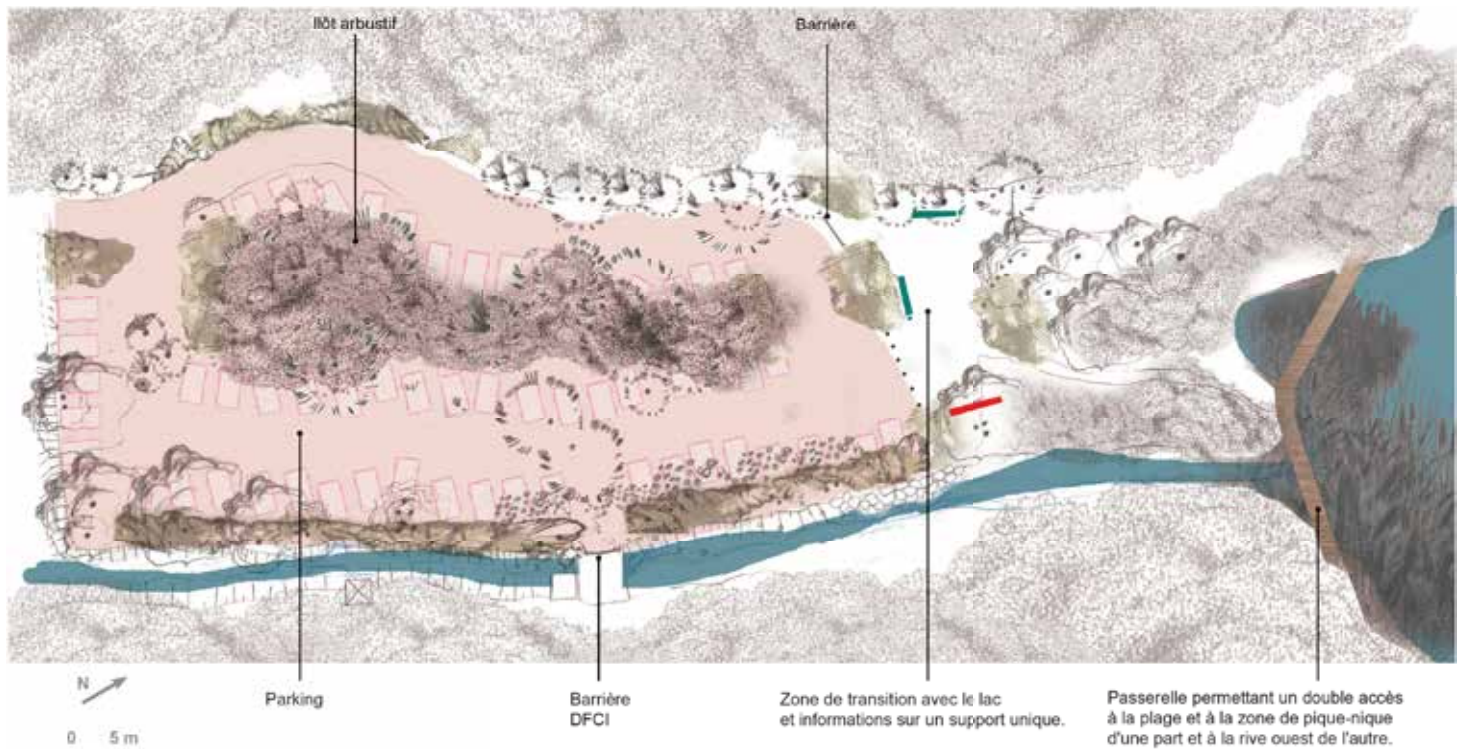 Ilôt arbustif
Barrière
N
0 5 m
Parking
Barrière
DFCI
Zone de transition avec le lac
et informations sur un support unique.
Passerelle permettant un double accès
à la plage et à la zone de pique-nique
d'une part et à la rive ouest de l'autre.